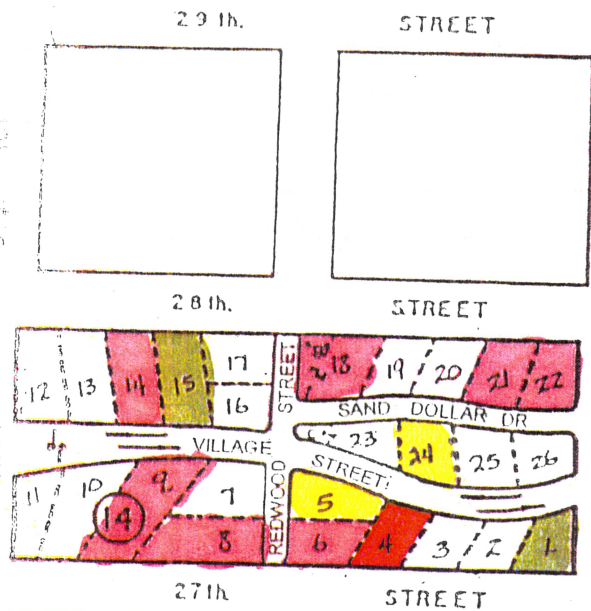 29th. STREET
28th. STREET
12 13 14 15 17 18 19 20 21 22
16
STREET
SAND DOLLAR DR
VILLAGE STREET
23 24 25 26
11 10 9 7 5
14
8 6 4 3 2 1
REDWOOD
27th STREET